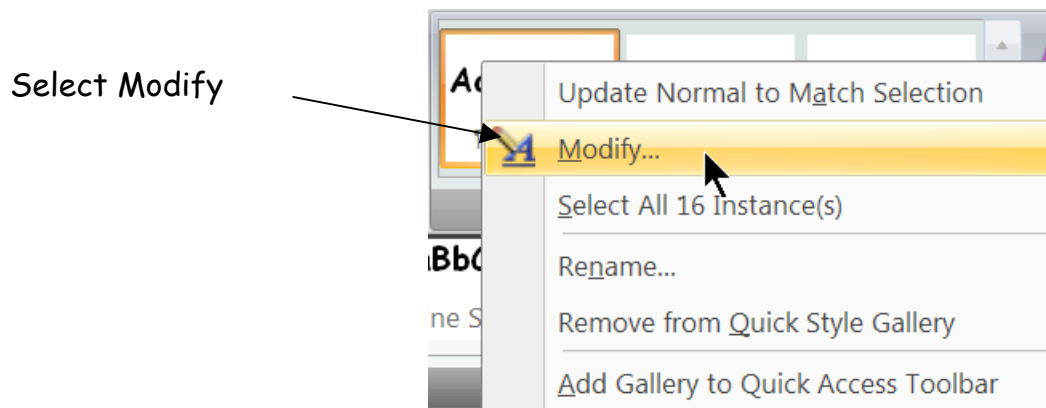 Select Modify
Update Normal to Match Selection
Modify...
Select All 16 Instance(s)
Rename...
Remove from Quick Style Gallery
Add Gallery to Quick Access Toolbar